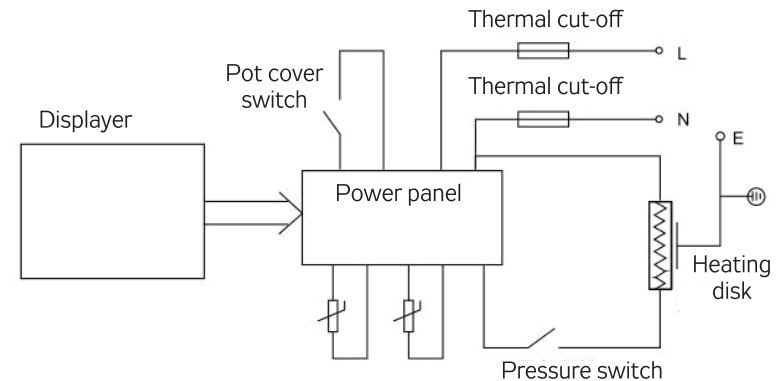 Thermal cut-off
L
Pot cover
switch
Thermal cut-off
Displayer
N
E
Power panel
Heating
disk
Pressure switch